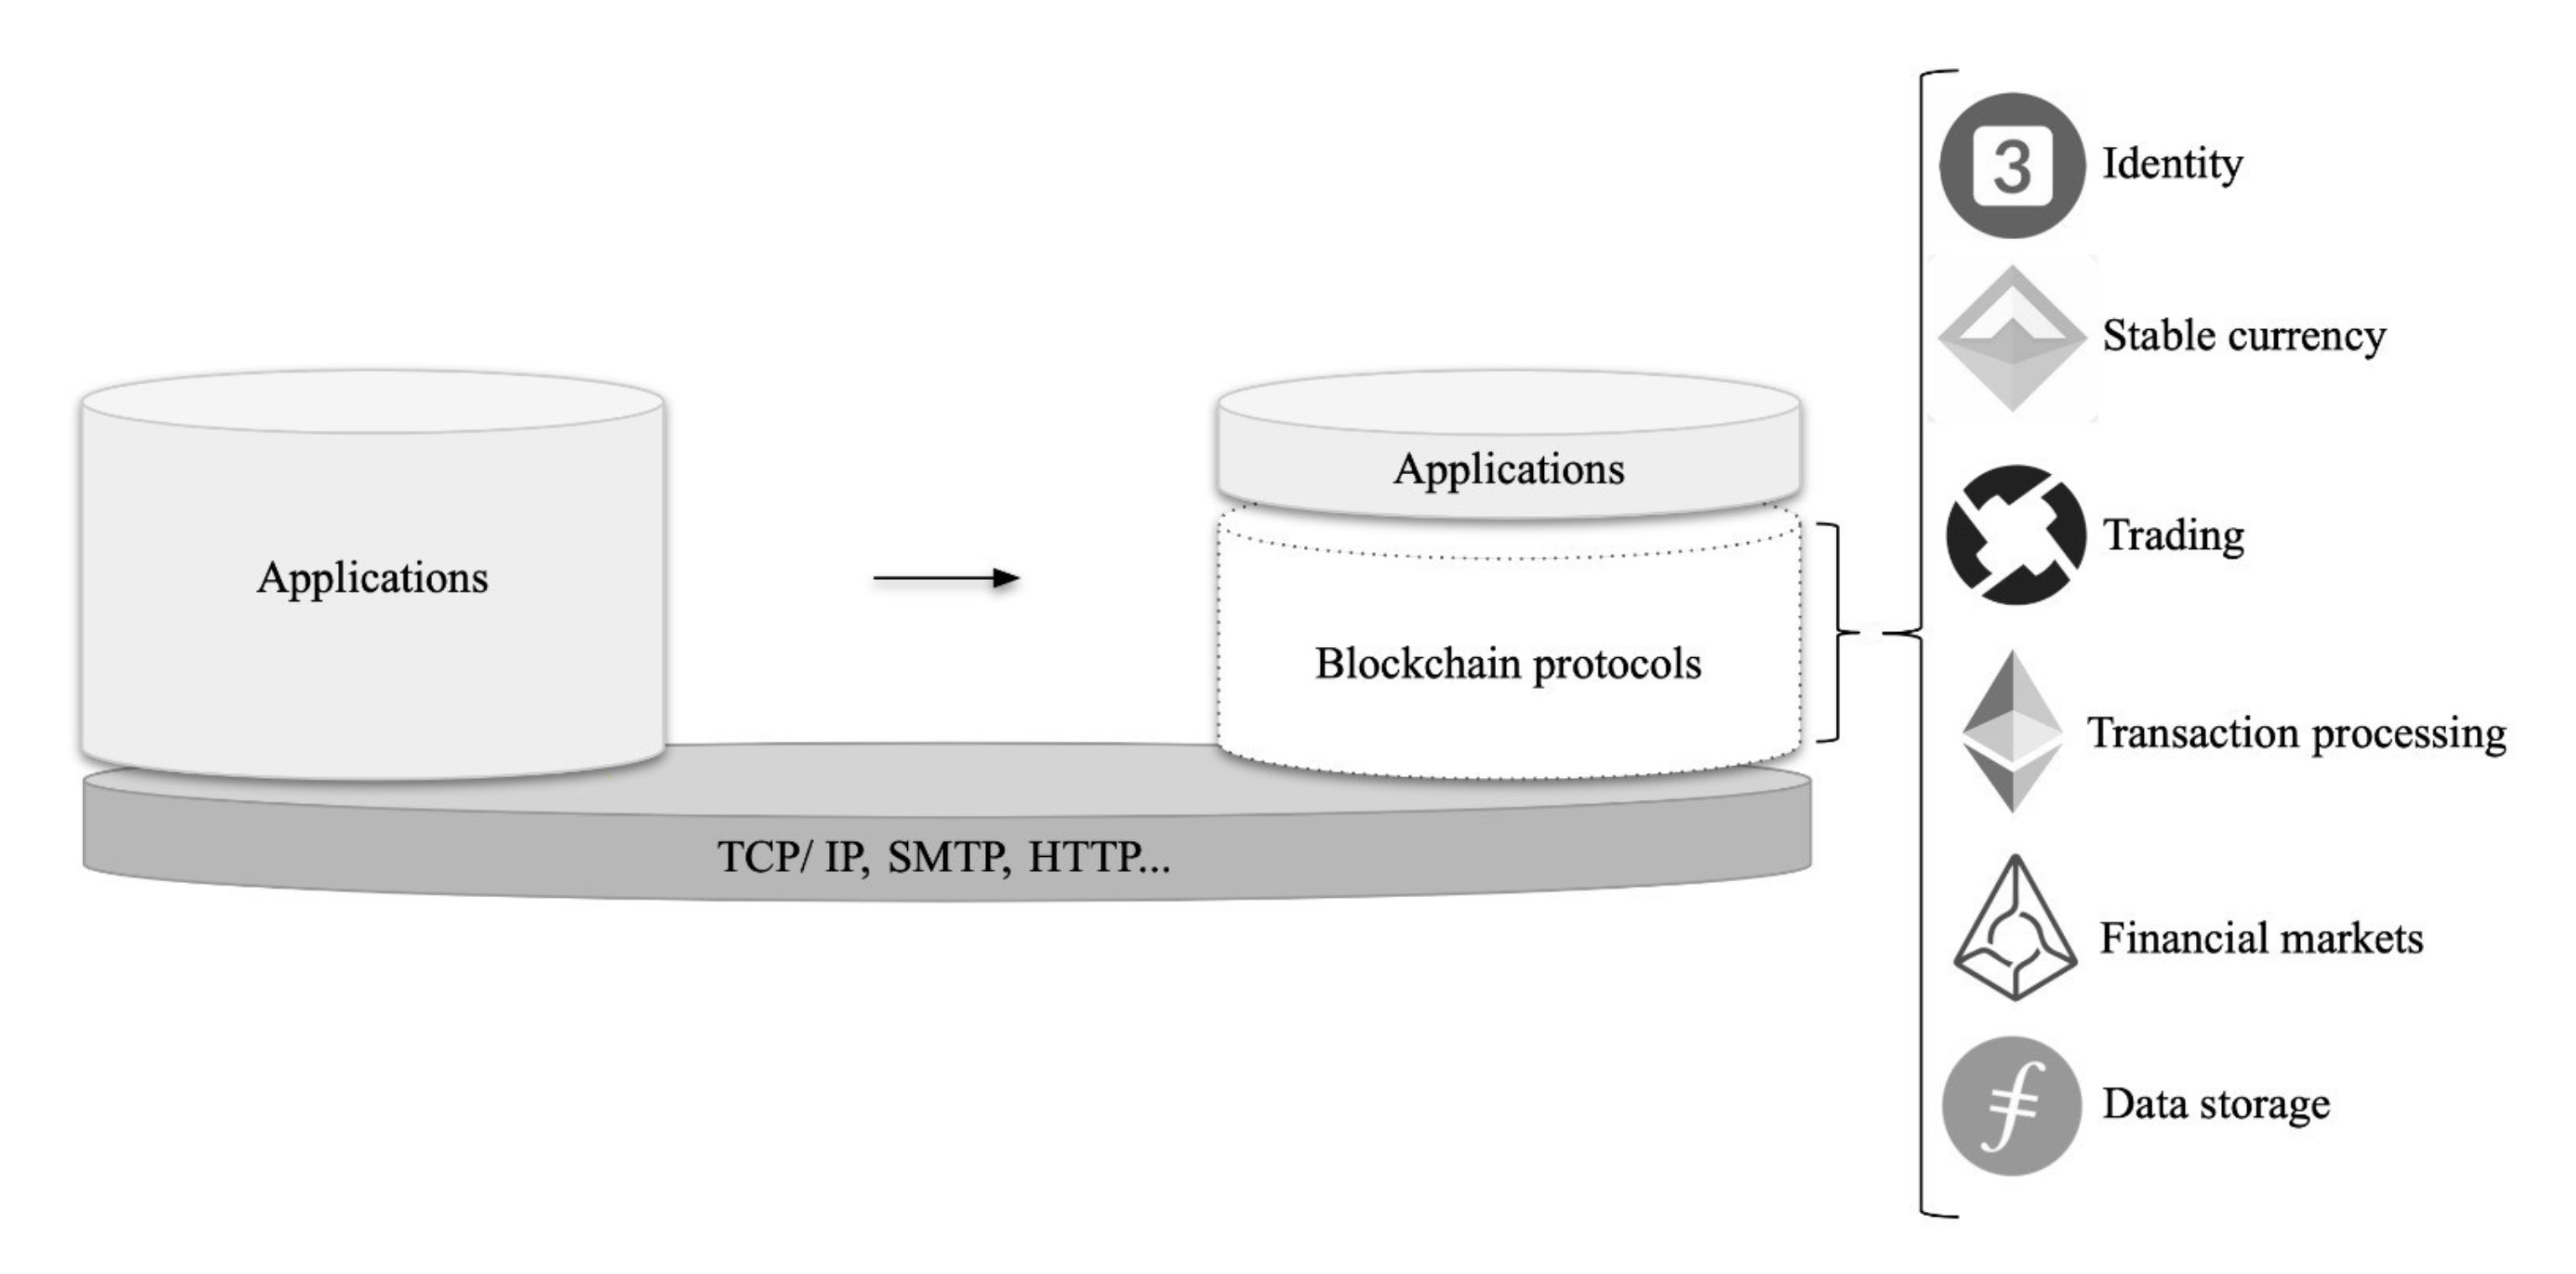 Applications
Applications
Blockchain protocols
TCP/ IP, SMTP, HTTP...
3
Identity
Stable currency
Trading
Transaction processing
Financial markets
Data storage